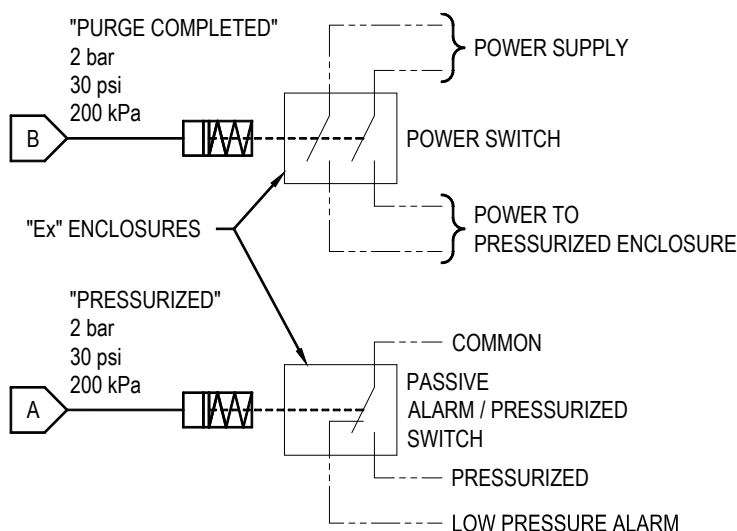 "PURGE COMPLETED"
2 bar
30 psi
200 kPa
B
POWER SUPPLY
POWER SWITCH
POWER TO
PRESSURIZED ENCLOSURE
"Ex" ENCLOSURES
"PRESSURIZED"
2 bar
30 psi
200 kPa
A
COMMON
PASSIVE
ALARM / PRESSURIZED
SWITCH
PRESSURIZED
LOW PRESSURE ALARM